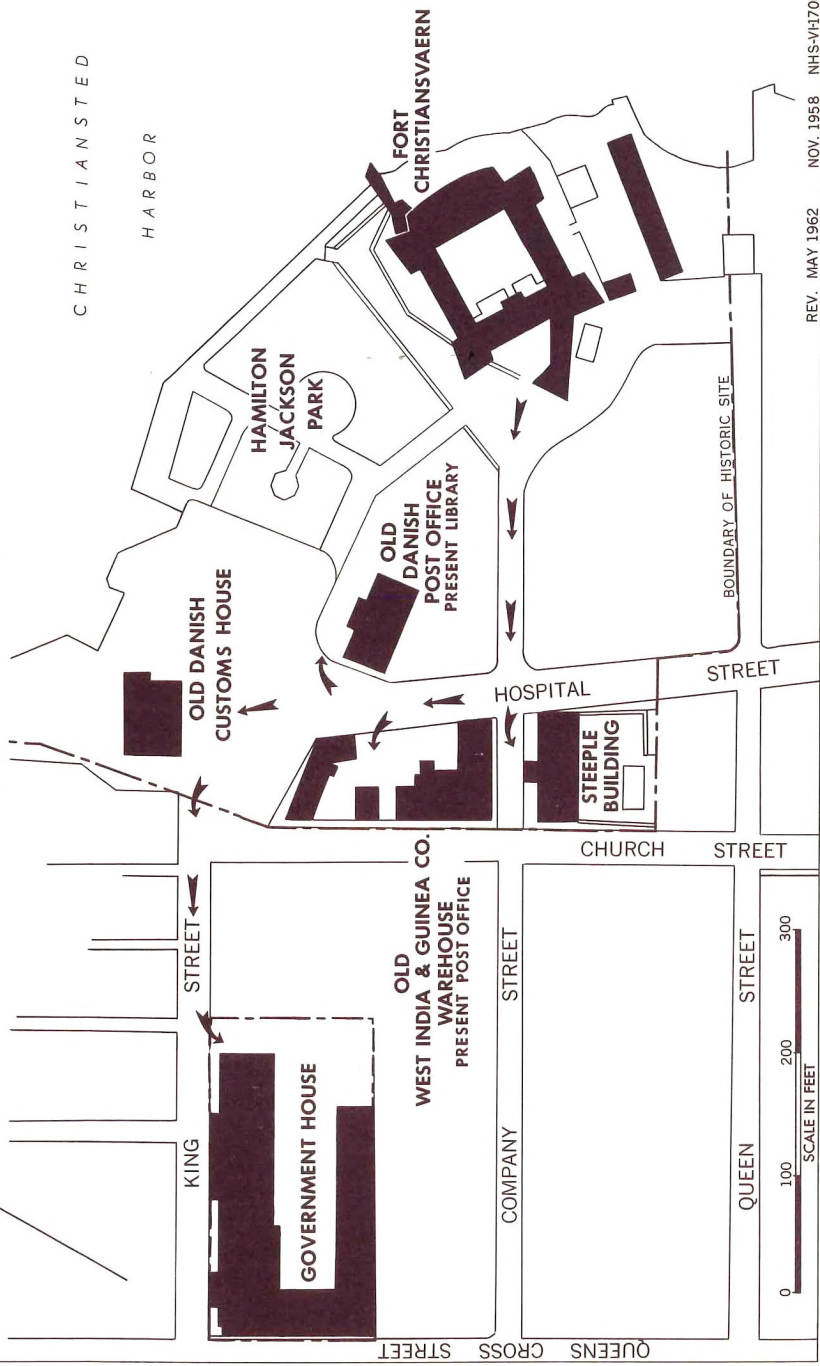 CHRISTIANSTED
HARBOR
FORT
CHRISTIANSVAERN
HAMILTON
JACKSON
PARK
OLD
DANISH
POST OFFICE
PRESENT LIBRARY
OLD DANISH
CUSTOMS HOUSE
HOSPITAL
STREET
BOUNDARY OF HISTORIC SITE
STEEPLE
BUILDING
CHURCH STREET
OLD
WEST INDIA & GUINEA CO.
WAREHOUSE
PRESENT POST OFFICE
KING STREET
GOVERNMENT HOUSE
COMPANY STREET
QUEEN STREET
QUEENS CROSS STREET
0 100 200 300
SCALE IN FEET
REV. MAY 1962 NOV. 1958 NHS-VI-170